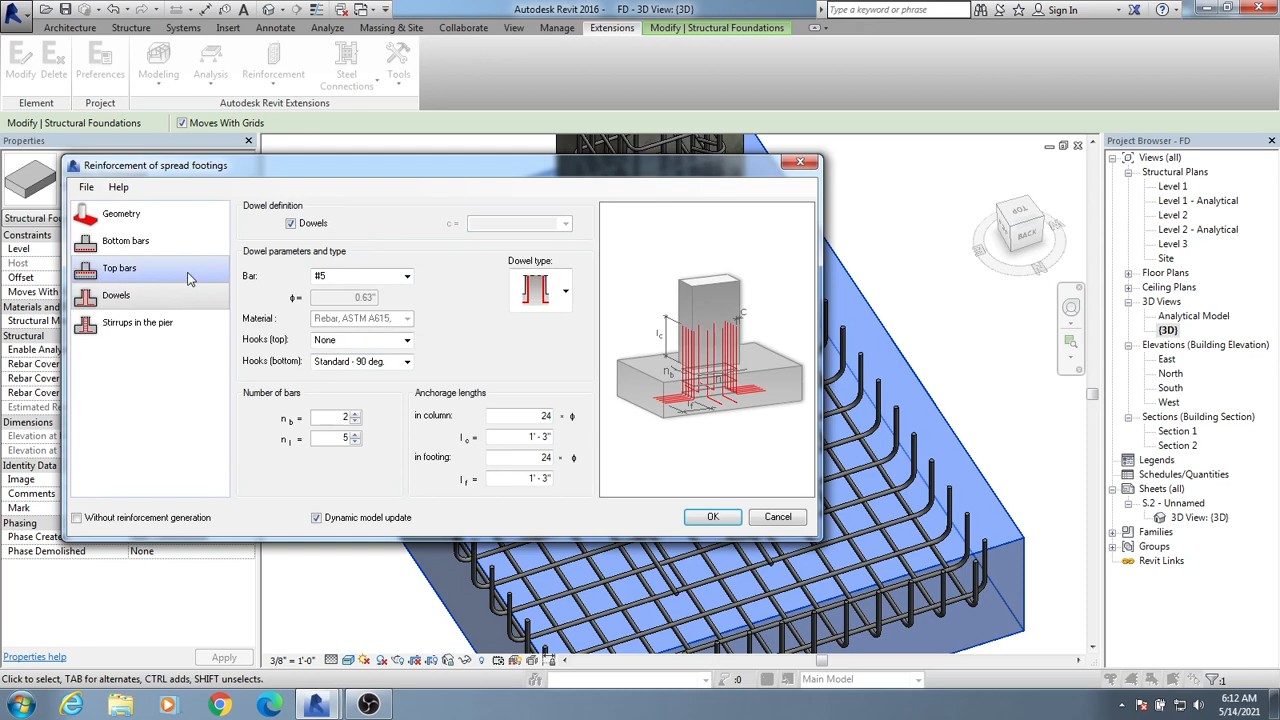 Autodesk Revit 2016 -   FD - 3D View: {3D}
Type a keyword or phrase
Sign In
Architecture Structure Systems Insert Annotate Analyze Massing & Site Collaborate View Manage Extensions Modify | Structural Foundations
Modify Delete Preferences Modeling Analysis Reinforcement Steel Connections Tools
Element Project Autodesk Revit Extensions
Modify | Structural Foundations Moves With Grids
Properties
Project Browser - FD
Structural Found
Constraints
Level
Host
Offset
Moves With
Materials and
Structural
Enable Analy
Rebar Cover
Rebar Cover
Rebar Cover
Estimated Re
Dimensions
Elevation at
Elevation at
Identity Data
Image
Comments
Mark
Phasing
Phase Create
Phase Demolished None
Properties help Apply
Reinforcement of spread footings
File Help
Geometry
Bottom bars
Top bars
Dowels
Stirrups in the pier
Dowel definition
Dowels c =
Dowel parameters and type
Bar: #5
Dowel type:
ϕ = 0.63"
Material : Rebar, ASTM A615,
Hooks (top): None
Hooks (bottom): Standard - 90 deg.
Number of bars
n b 2
n l 5
Anchorage lengths
in column: 24 × ϕ
l c = 1' - 3"
in footing: 24 × ϕ
l f = 1' - 3"
C
l c
n b
n l
l f
Without reinforcement generation
Dynamic model update
OK Cancel
TOP
BACK
Views (all)
Structural Plans
Level 1
Level 1 - Analytical
Level 2
Level 2 - Analytical
Level 3
Site
Floor Plans
Ceiling Plans
3D Views
Analytical Model
{3D}
Elevations (Building Elevation)
East
North
South
West
Sections (Building Section)
Section 1
Section 2
Legends
Schedules/Quantities
Sheets (all)
S.2 - Unnamed
3D View: {3D}
Families
Groups
Revit Links
3/8" = 1'-0"
Click to select, TAB for alternates, CTRL adds, SHIFT unselects.
:0
Main Model
:1
6:12 AM
5/14/2021